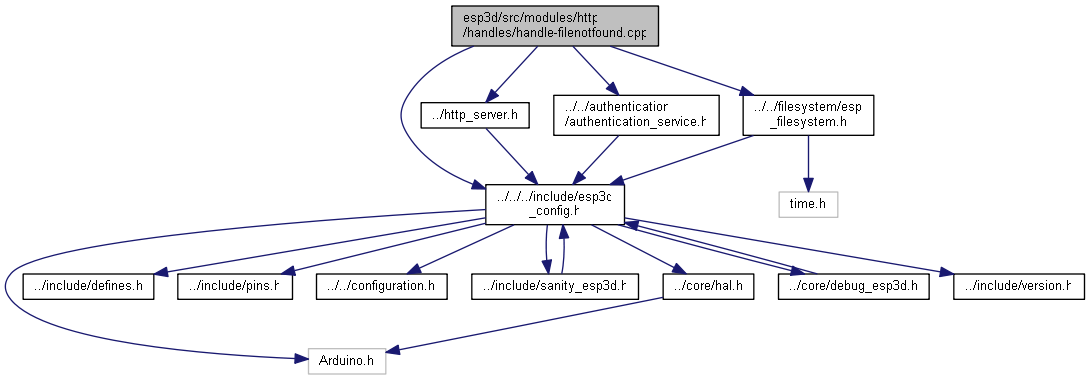 esp3d/src/modules/http
/handles/handle-filenotfound.cpp
../http_server.h
../../authentication
/authentication_service.h
../../filesystem/esp
_filesystem.h
../../../include/esp3d
_config.h
time.h
../include/defines.h
../include/pins.h
../../configuration.h
../include/sanity_esp3d.h
../core/hal.h
../core/debug_esp3d.h
../include/version.h
Arduino.h